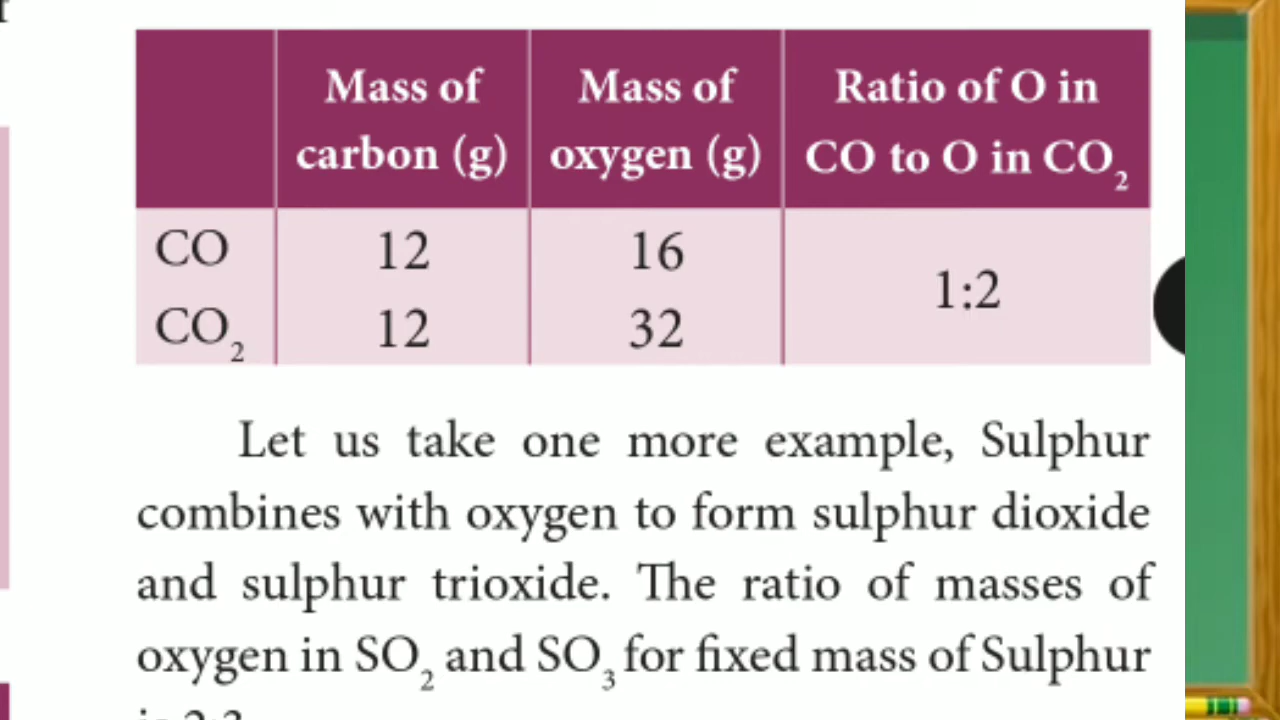 Mass of carbon (g) Mass of oxygen (g) Ratio of O in CO to O in CO₂
CO 12 16 1:2
CO₂ 12 32
Let us take one more example, Sulphur
combines with oxygen to form sulphur dioxide
and sulphur trioxide. The ratio of masses of
oxygen in SO₂ and SO₃ for fixed mass of Sulphur